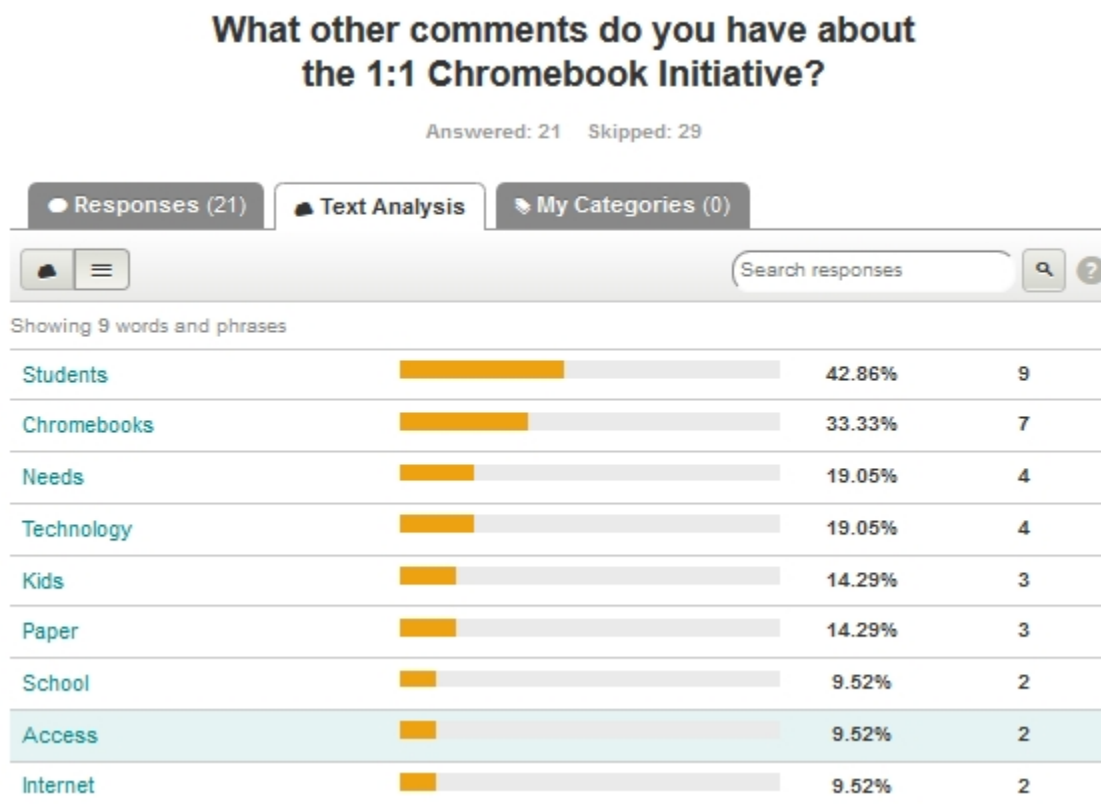 What other comments do you have about
the 1:1 Chromebook Initiative?
Answered: 21 Skipped: 29
Responses (21) Text Analysis My Categories (0)
Search responses ?
Showing 9 words and phrases
Students 42.86% 9
Chromebooks 33.33% 7
Needs 19.05% 4
Technology 19.05% 4
Kids 14.29% 3
Paper 14.29% 3
School 9.52% 2
Access 9.52% 2
Internet 9.52% 2